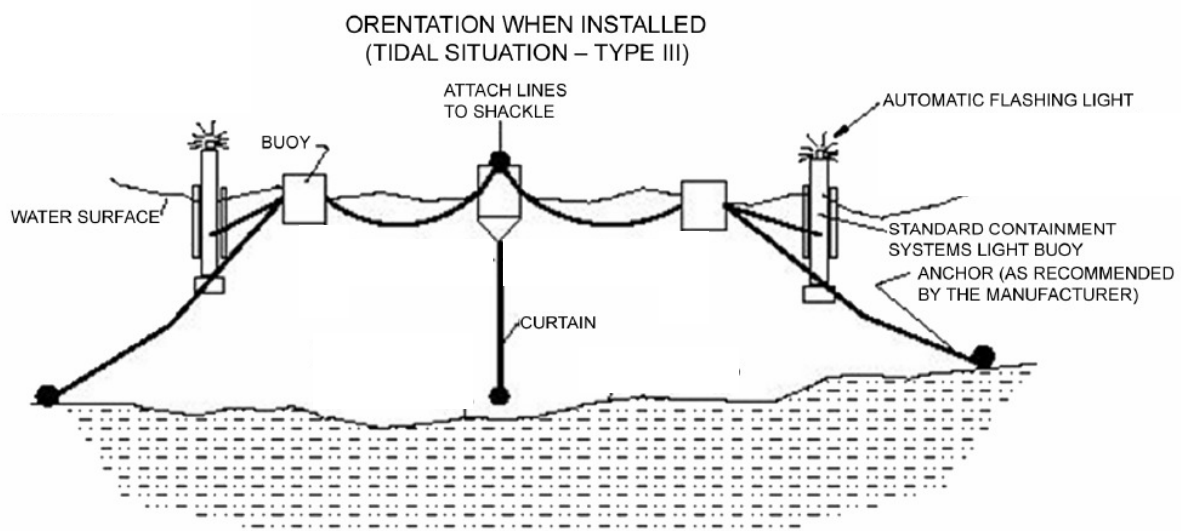 ORENTATION WHEN INSTALLED
(TIDAL SITUATION – TYPE III)
ATTACH LINES
TO SHACKLE
AUTOMATIC FLASHING LIGHT
BUOY
WATER SURFACE
STANDARD CONTAINMENT
SYSTEMS LIGHT BUOY
ANCHOR (AS RECOMMENDED
BY THE MANUFACTURER)
CURTAIN